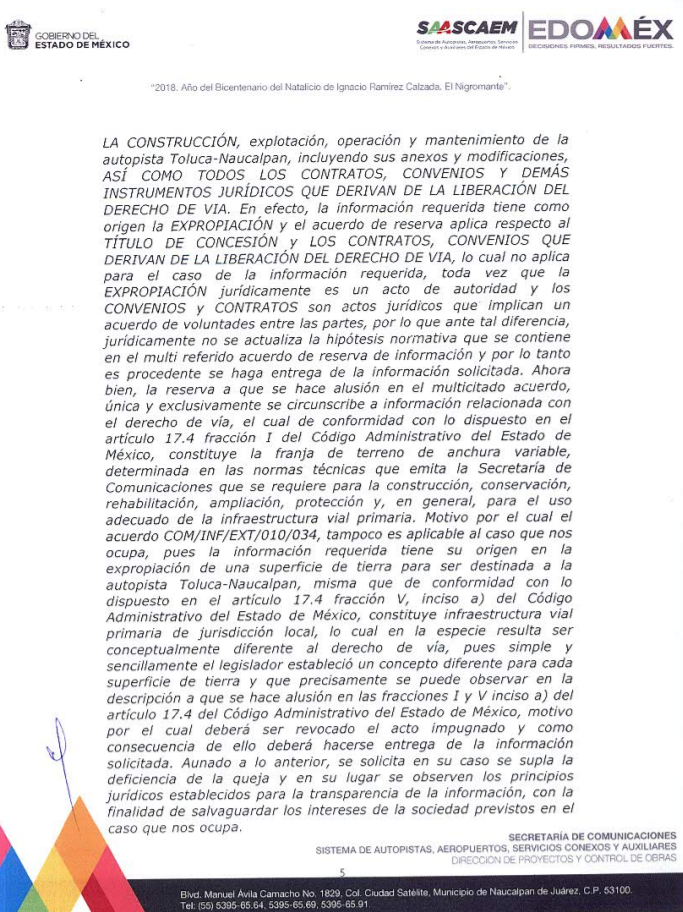 GOBIERNO DEL
ESTADO DE MÉXICO
SAASCAEM
Sistema de Autopistas, Aeropuertos, Servicios
Conexos y Auxiliares del Estado de México
EDOMÉX
DECISIONES FIRMES, RESULTADOS FUERTES.
"2018. Año del Bicentenario del Natalicio de Ignacio Ramírez Calzada. El Nigromante".
LA CONSTRUCCIÓN, explotación, operación y mantenimiento de la
autopista Toluca-Naucalpan, incluyendo sus anexos y modificaciones,
ASÍ COMO TODOS LOS CONTRATOS, CONVENIOS Y DEMÁS
INSTRUMENTOS JURÍDICOS QUE DERIVAN DE LA LIBERACIÓN DEL
DERECHO DE VIA. En efecto, la información requerida tiene como
origen la EXPROPIACIÓN y el acuerdo de reserva aplica respecto al
TÍTULO DE CONCESIÓN y LOS CONTRATOS, CONVENIOS QUE
DERIVAN DE LA LIBERACIÓN DEL DERECHO DE VIA, lo cual no aplica
para el caso de la información requerida, toda vez que la
EXPROPIACIÓN jurídicamente es un acto de autoridad y los
CONVENIOS y CONTRATOS son actos jurídicos que implican un
acuerdo de voluntades entre las partes, por lo que ante tal diferencia,
jurídicamente no se actualiza la hipótesis normativa que se contiene
en el multi referido acuerdo de reserva de información y por lo tanto
es procedente se haga entrega de la información solicitada. Ahora
bien, la reserva a que se hace alusión en el multicitado acuerdo,
única y exclusivamente se circunscribe a información relacionada con
el derecho de vía, el cual de conformidad con lo dispuesto en el
artículo 17.4 fracción I del Código Administrativo del Estado de
México, constituye la franja de terreno de anchura variable,
determinada en las normas técnicas que emita la Secretaría de
Comunicaciones que se requiere para la construcción, conservación,
rehabilitación, ampliación, protección y, en general, para el uso
adecuado de la infraestructura vial primaria. Motivo por el cual el
acuerdo COM/INF/EXT/010/034, tampoco es aplicable al caso que nos
ocupa, pues la información requerida tiene su origen en la
expropiación de una superficie de tierra para ser destinada a la
autopista Toluca-Naucalpan, misma que de conformidad con lo
dispuesto en el artículo 17.4 fracción V, inciso a) del Código
Administrativo del Estado de México, constituye infraestructura vial
primaria de jurisdicción local, lo cual en la especie resulta ser
conceptualmente diferente al derecho de vía, pues simple y
sencillamente el legislador estableció un concepto diferente para cada
superficie de tierra y que precisamente se puede observar en la
descripción a que se hace alusión en las fracciones I y V inciso a) del
artículo 17.4 del Código Administrativo del Estado de México, motivo
por el cual deberá ser revocado el acto impugnado y como
consecuencia de ello deberá hacerse entrega de la información
solicitada. Aunado a lo anterior, se solicita en su caso se supla la
deficiencia de la queja y en su lugar se observen los principios
jurídicos establecidos para la transparencia de la información, con la
finalidad de salvaguardar los intereses de la sociedad previstos en el
caso que nos ocupa.
SECRETARÍA DE COMUNICACIONES
SISTEMA DE AUTOPISTAS, AEROPUERTOS, SERVICIOS CONEXOS Y AUXILIARES
DIRECCIÓN DE PROYECTOS Y CONTROL DE OBRAS
5
Blvd. Manuel Ávila Camacho No. 1829, Col. Ciudad Satélite, Municipio de Naucalpan de Juárez, C.P. 53100.
Tel: (55) 5395-65.64, 5395-65.69, 5395-65.91